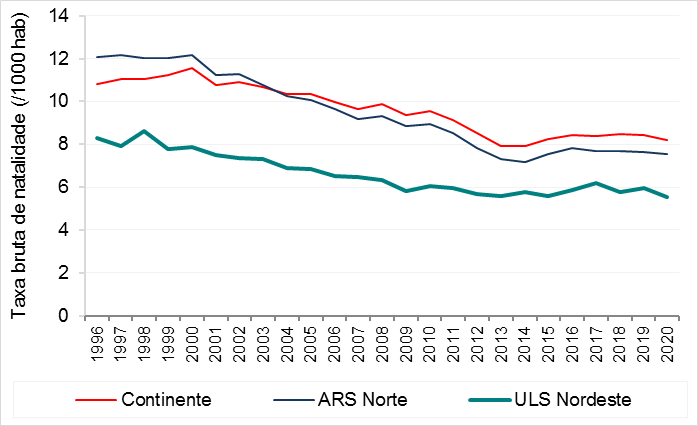 Taxa bruta de natalidade (/1000 hab)
14
12
10
8
6
4
2
0
1996 1997 1998 1999 2000 2001 2002 2003 2004 2005 2006 2007 2008 2009 2010 2011 2012 2013 2014 2015 2016 2017 2018 2019 2020
Continente ARS Norte ULS Nordeste